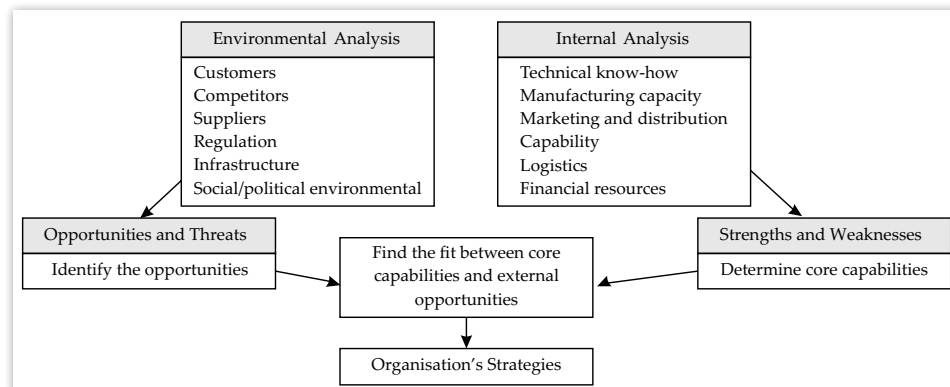 Environmental Analysis
Customers
Competitors
Suppliers
Regulation
Infrastructure
Social/political environmental
Internal Analysis
Technical know-how
Manufacturing capacity
Marketing and distribution
Capability
Logistics
Financial resources
Opportunities and Threats
Identify the opportunities
Find the fit between core
capabilities and external
opportunities
Strengths and Weaknesses
Determine core capabilities
Organisation's Strategies